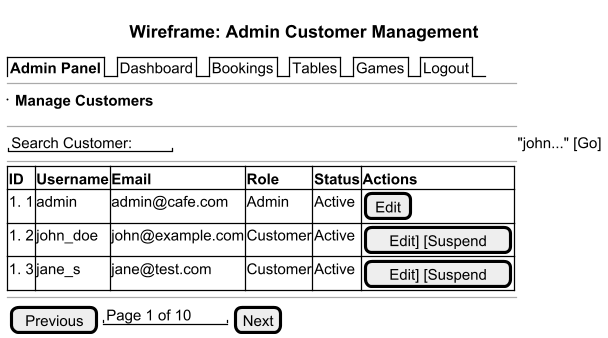 Wireframe: Admin Customer Management
Admin Panel Dashboard Bookings Tables Games Logout
· Manage Customers
Search Customer: "john..." [Go]
ID Username Email Role Status Actions
1. 1 admin admin@cafe.com Admin Active Edit
1. 2 john_doe john@example.com Customer Active Edit] [Suspend
1. 3 jane_s jane@test.com Customer Active Edit] [Suspend
Previous Page 1 of 10 Next